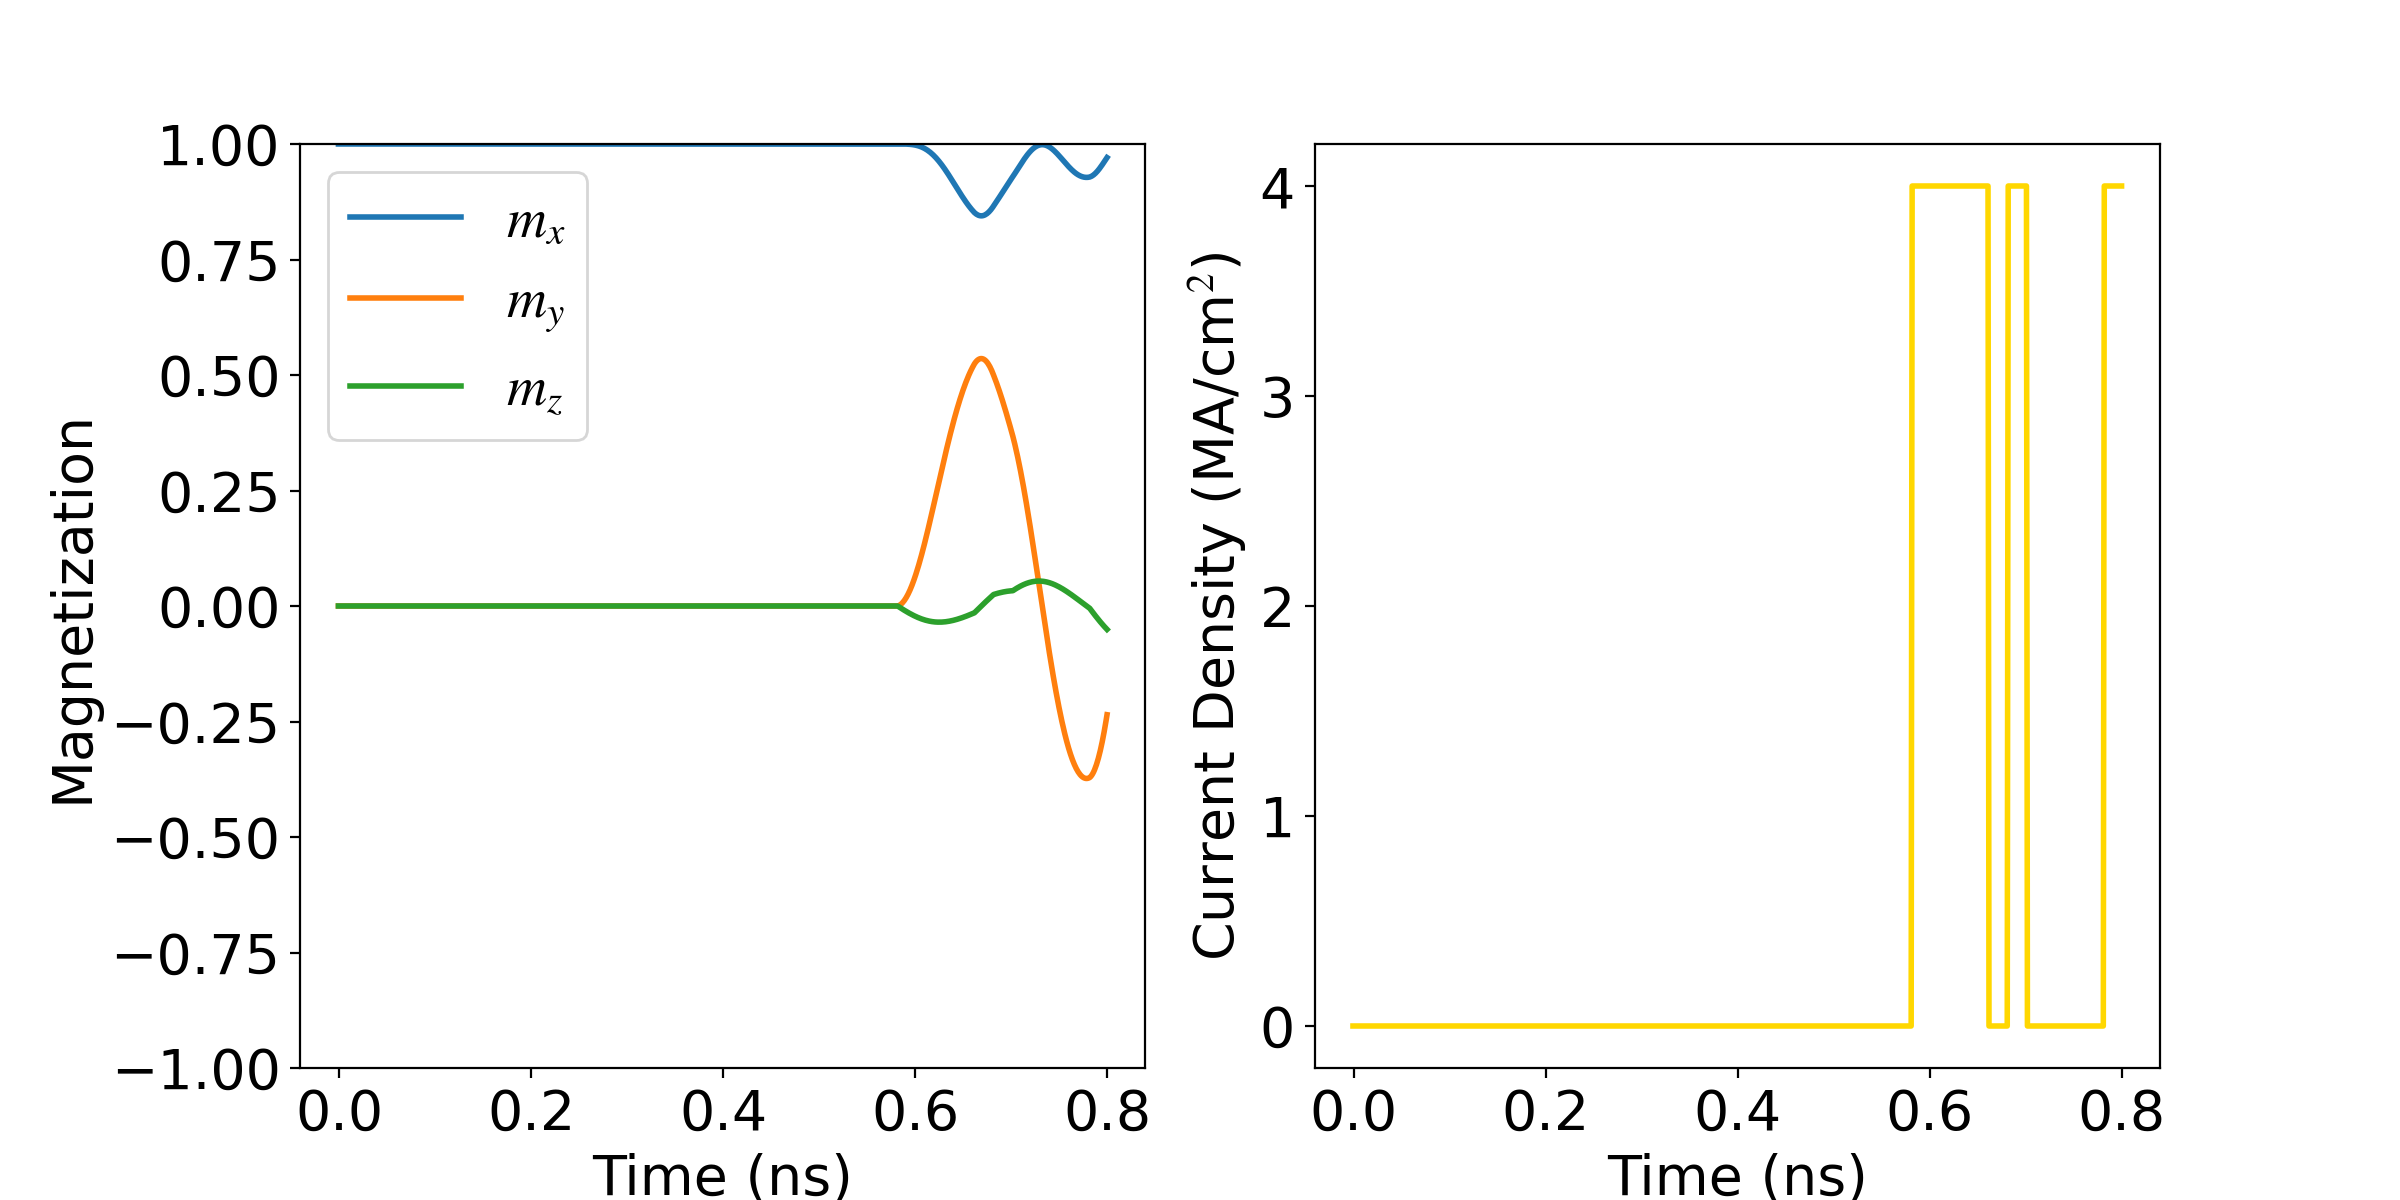 1.00
0.75
0.50
0.25
0.00
−0.25
−0.50
−0.75
−1.00
Magnetization
m_x
m_y
m_z
0.0 0.2 0.4 0.6 0.8
Time (ns)
4
3
2
1
0
Current Density (MA/cm²)
0.0 0.2 0.4 0.6 0.8
Time (ns)